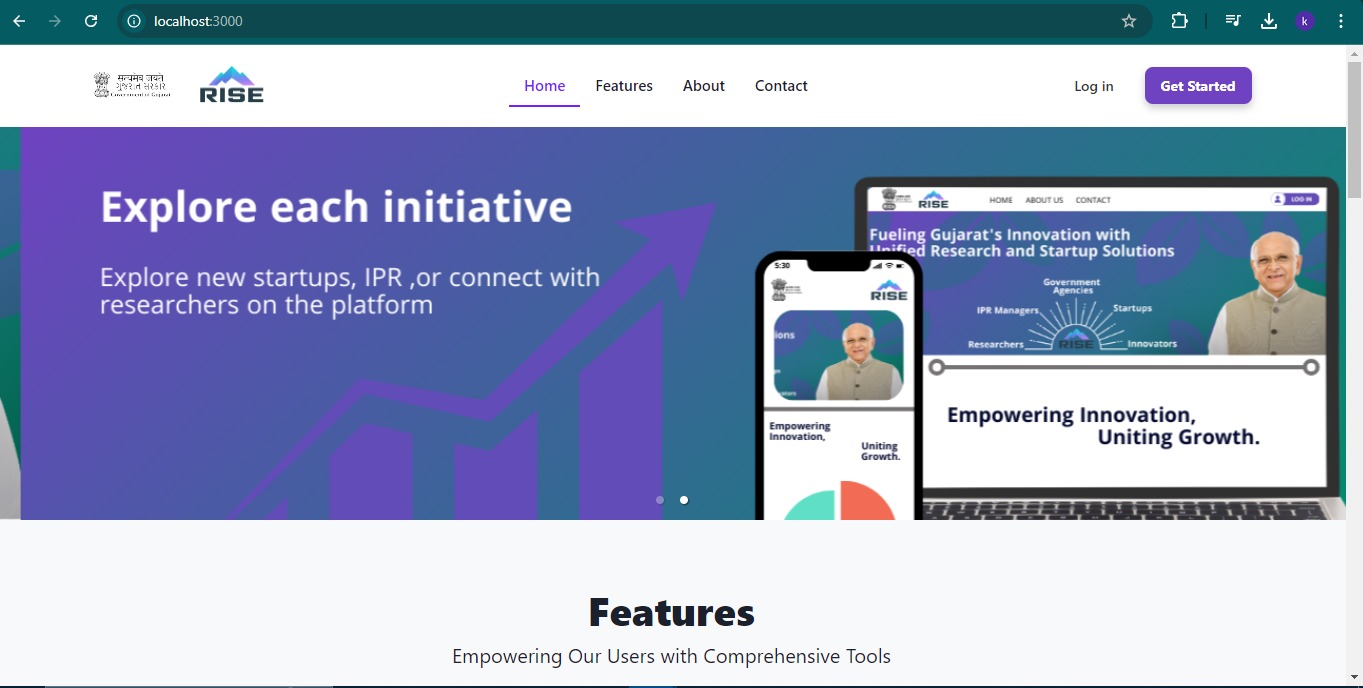 localhost:3000
k
सत्यमेव जयते
ગુજરાત સરકાર
Government of Gujarat
RISE
Home
Features
About
Contact
Log in
Get Started
Explore each initiative
Explore new startups, IPR ,or connect with
researchers on the platform
RISE
HOME
ABOUT US
CONTACT
LOG IN
Fueling Gujarat's Innovation with
Unified Research and Startup Solutions
Government
Agencies
IPR Managers
Startups
Researchers
RISE
Innovators
Empowering Innovation,
Uniting Growth.
5:30
RISE
ions
Empowering
Innovation,
Uniting
Growth.
Features
Empowering Our Users with Comprehensive Tools